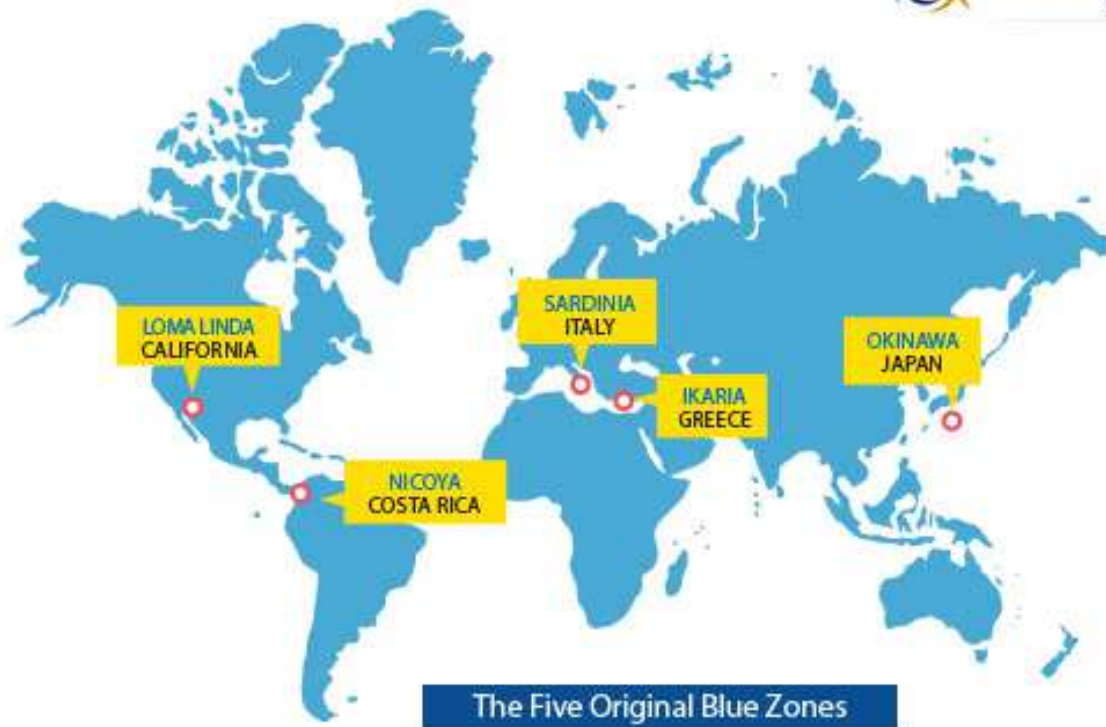 LOMA LINDA
CALIFORNIA
SARDINIA
ITALY
OKINAWA
JAPAN
IKARIA
GREECE
NICOYA
COSTA RICA
The Five Original Blue Zones